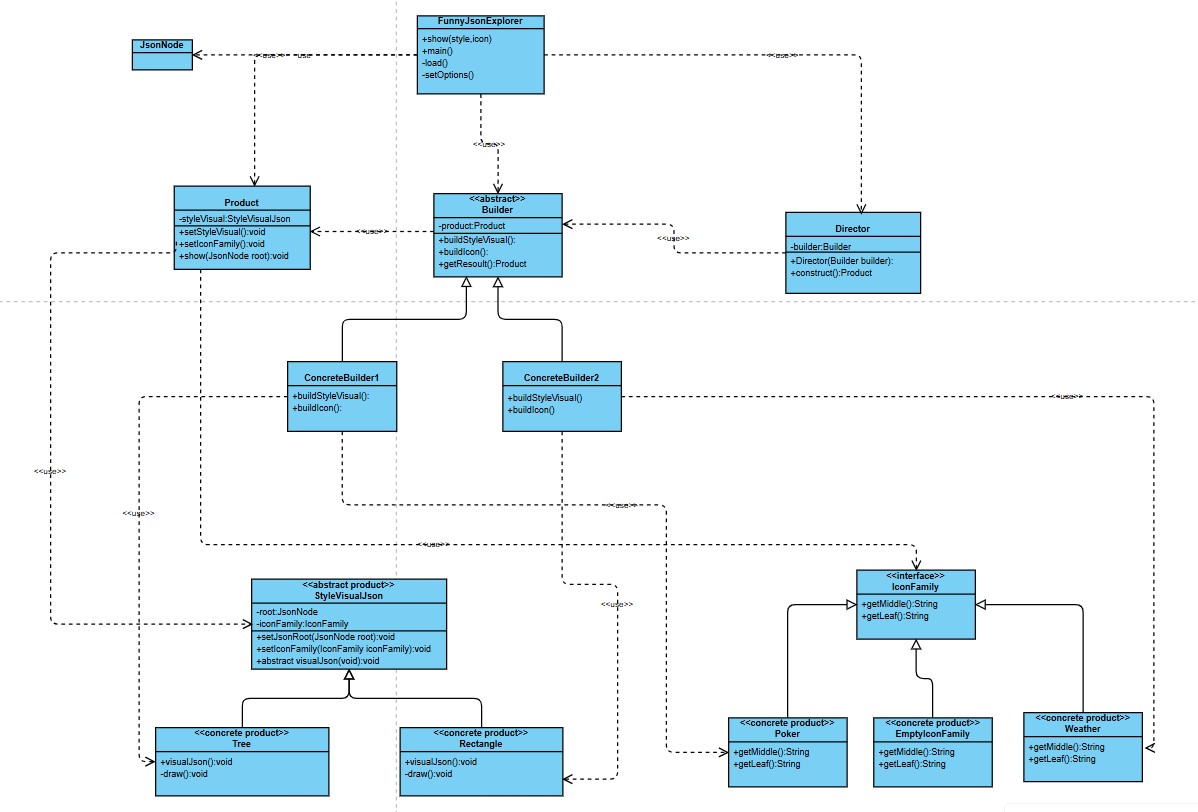 FunnyJsonExplorer
+show(style,icon)
+main()
-load()
-setOptions()
JsonNode
<<use>>
use
<<use>>
<<use>>
Product
-styleVisual:StyleVisualJson
+setStyleVisual():void
+setIconFamily():void
+show(JsonNode root):void
<<use>>
<<abstract>>
Builder
-product:Product
+buildStyleVisual():
+buildIcon():
+getResoult():Product
<<use>>
Director
-builder:Builder
+Director(Builder builder):
+construct():Product
ConcreteBuilder1
+buildStyleVisual():
+buildIcon():
ConcreteBuilder2
+buildStyleVisual()
+buildIcon()
<<use>>
<<use>>
<<use>>
<<use>>
<<use>>
<<use>>
<<abstract product>>
StyleVisualJson
-root:JsonNode
-iconFamily:IconFamily
+setJsonRoot(JsonNode root):void
+setIconFamily(IconFamily iconFamily):void
+abstract visualJson(void):void
<<interface>>
IconFamily
+getMiddle():String
+getLeaf():String
<<concrete product>>
Tree
+visualJson():void
-draw():void
<<concrete product>>
Rectangle
+visualJson():void
-draw():void
<<concrete product>>
Poker
+getMiddle():String
+getLeaf():String
<<concrete product>>
EmptyIconFamily
+getMiddle():String
+getLeaf():String
<<concrete product>>
Weather
+getMiddle():String
+getLeaf():String